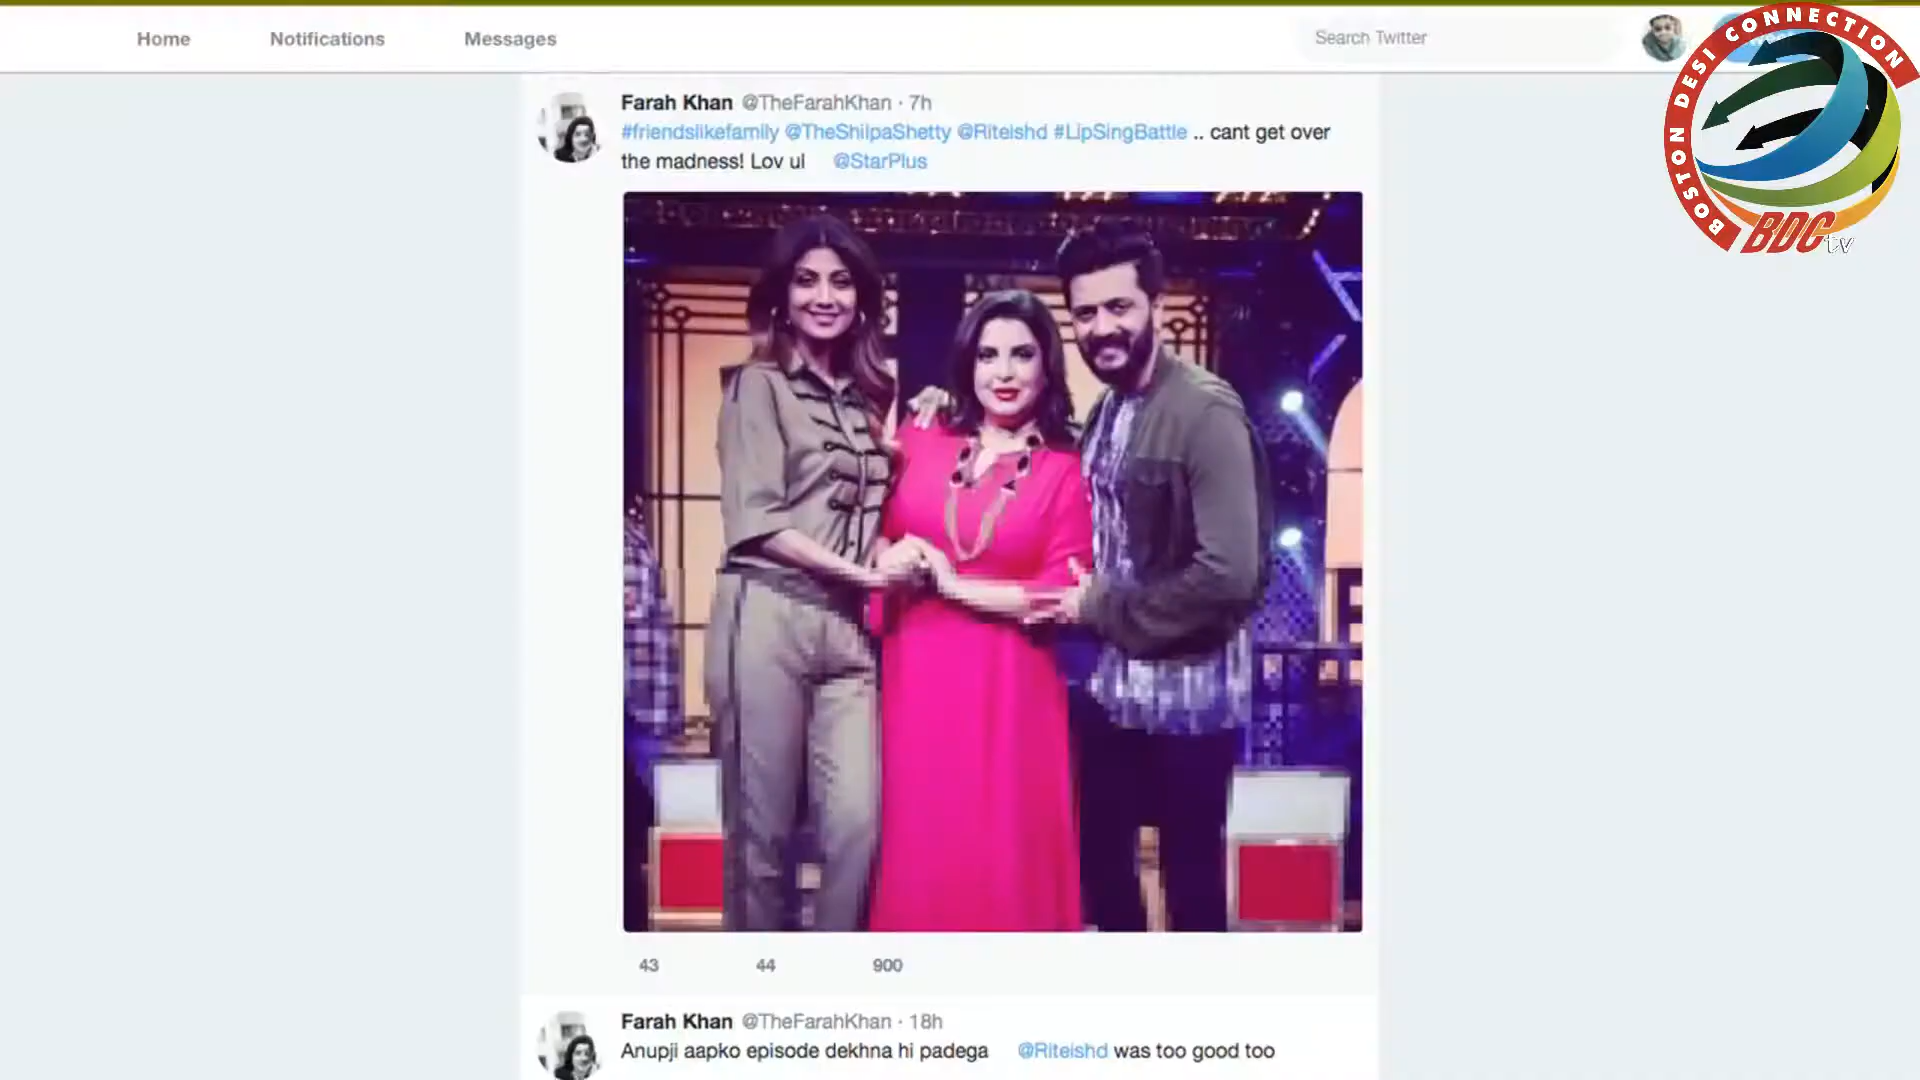 Home Notifications Messages Search Twitter
BOSTON DESI CONNECTION
BDC tv
Farah Khan @TheFarahKhan · 7h
#friendslikefamily @TheShilpaShetty @Riteishd #LipSingBattle .. cant get over
the madness! Lov ul @StarPlus
43 44 900
Farah Khan @TheFarahKhan · 18h
Anupji aapko episode dekhna hi padega @Riteishd was too good too